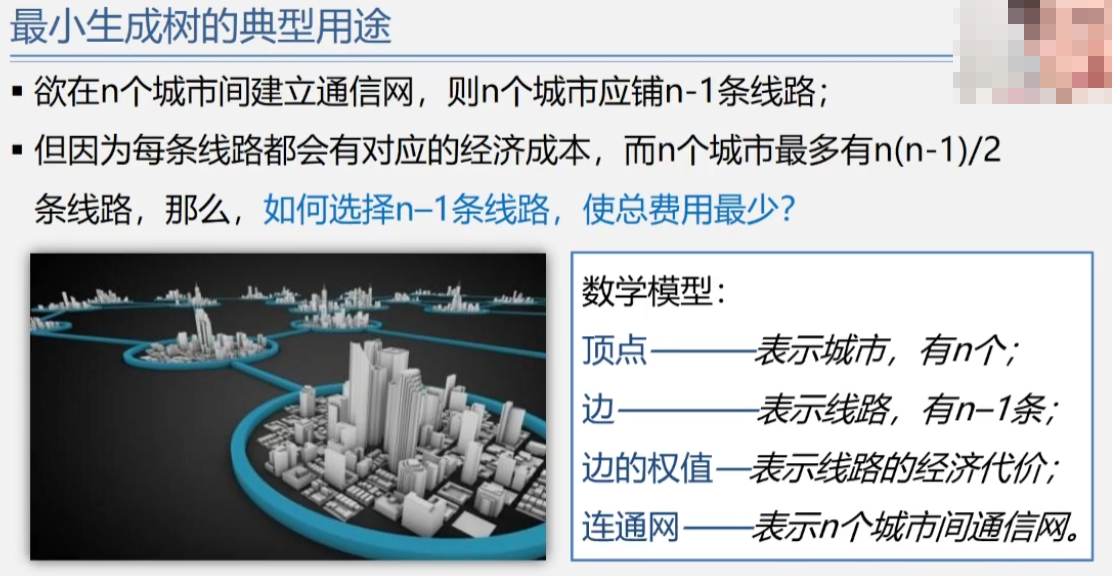 最小生成树的典型用途
▪ 欲在n个城市间建立通信网，则n个城市应铺n-1条线路；
▪ 但因为每条线路都会有对应的经济成本，而n个城市最多有n(n-1)/2
条线路，那么，如何选择n–1条线路，使总费用最少？
数学模型：
顶点———表示城市，有n个；
边————表示线路，有n–1条；
边的权值—表示线路的经济代价；
连通网——表示n个城市间通信网。